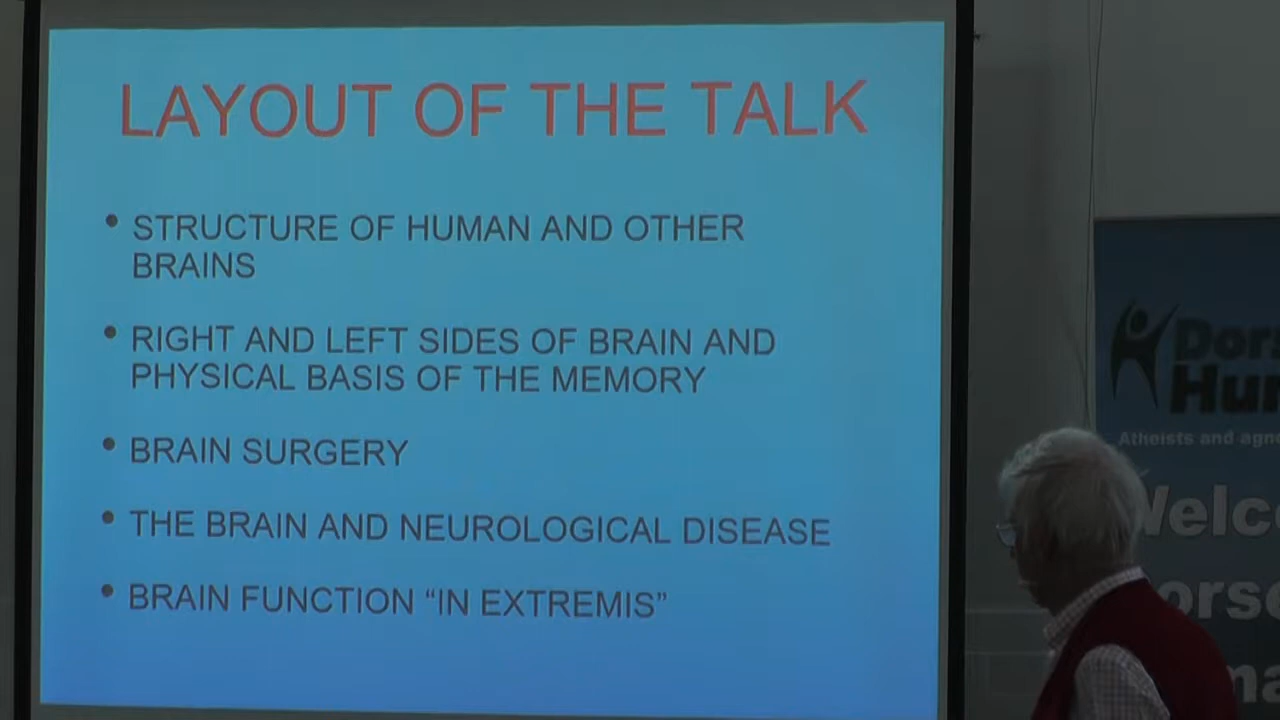 LAYOUT OF THE TALK
• STRUCTURE OF HUMAN AND OTHER
BRAINS
• RIGHT AND LEFT SIDES OF BRAIN AND
PHYSICAL BASIS OF THE MEMORY
• BRAIN SURGERY
• THE BRAIN AND NEUROLOGICAL DISEASE
• BRAIN FUNCTION “IN EXTREMIS”
Atheists and